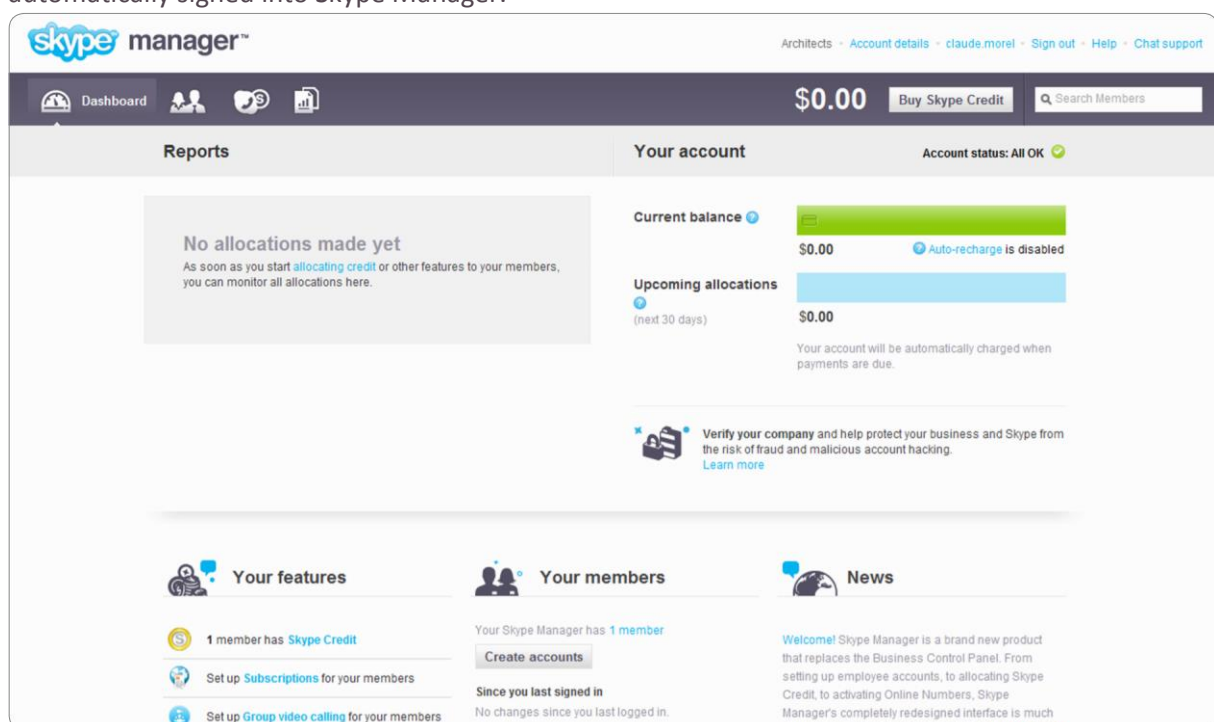 automatically signed into Skype Manager.
skype manager™
Architects - Account details - claude.morel - Sign out - Help - Chat support
Dashboard
$0.00 Buy Skype Credit Search Members
Reports
Your account
Account status: All OK
No allocations made yet
As soon as you start allocating credit or other features to your members,
you can monitor all allocations here.
Current balance
$0.00 Auto-recharge is disabled
Upcoming allocations
(next 30 days)
$0.00
Your account will be automatically charged when
payments are due.
Verify your company and help protect your business and Skype from
the risk of fraud and malicious account hacking.
Learn more
Your features
1 member has Skype Credit
Set up Subscriptions for your members
Set up Group video calling for your members
Your members
Your Skype Manager has 1 member
Create accounts
Since you last signed in
No changes since you last logged in.
News
Welcome! Skype Manager is a brand new product
that replaces the Business Control Panel. From
setting up employee accounts, to allocating Skype
Credit, to activating Online Numbers, Skype
Manager's completely redesigned interface is much